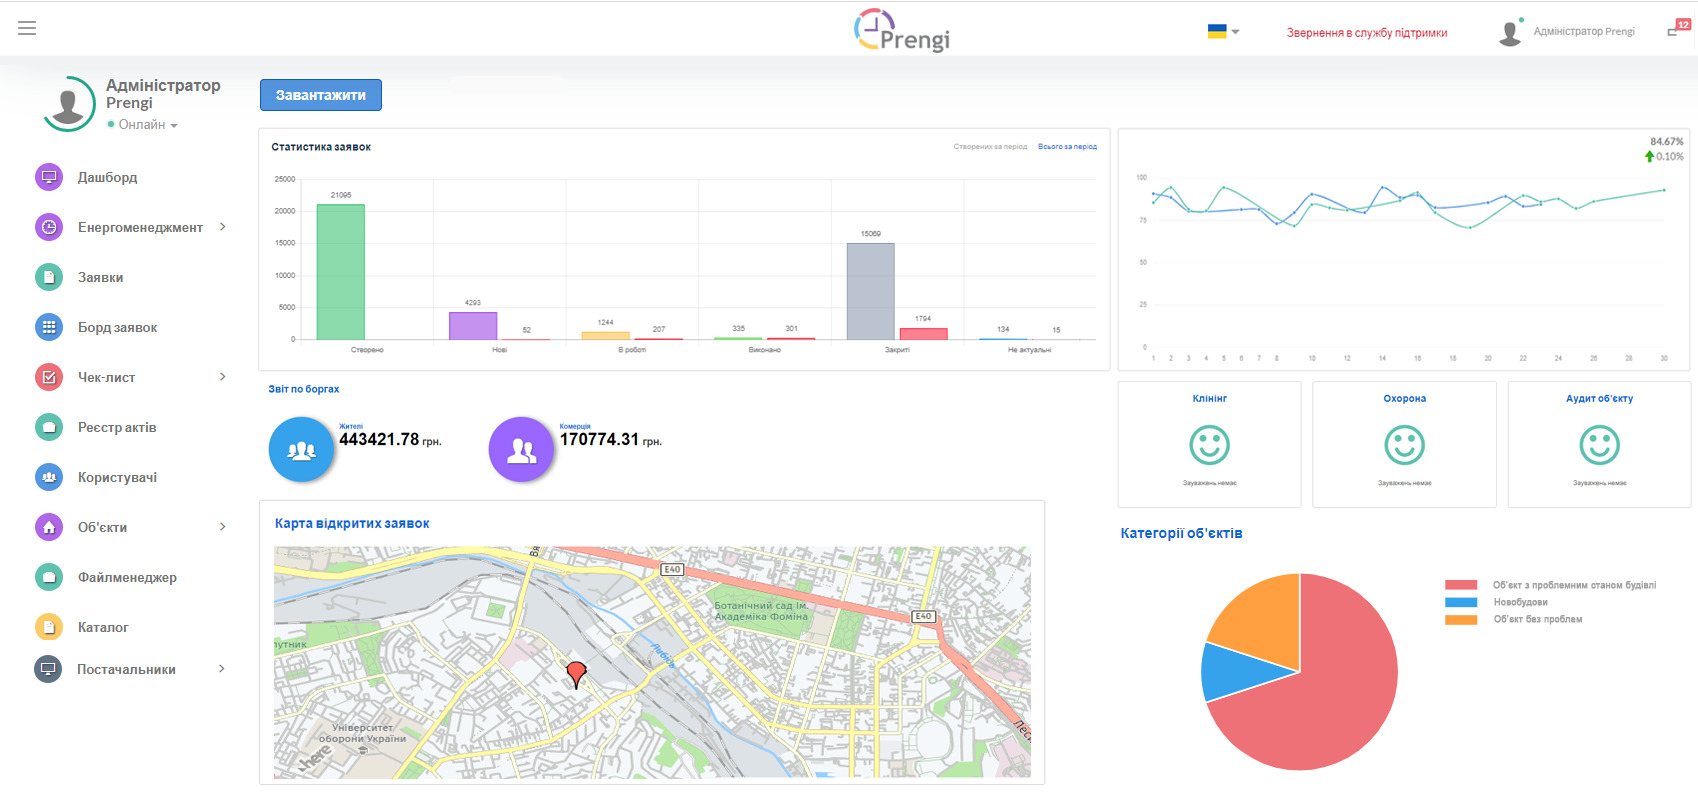 Prengi
Звернення в службу підтримки
Адміністратор Prengi
12
Адміністратор
Prengi
Онлайн
Дашборд
Енергоменеджмент
Заявки
Борд заявок
Чек-лист
Реєстр актів
Користувачі
Об'єкти
Файлменеджер
Каталог
Постачальники
Завантажити
Статистика заявок
Створених за період
Всього за період
25000
20000
15000
10000
5000
0
21095
4293
52
1244
207
335
301
15069
1794
134
15
Створено
Нові
В роботі
Виконано
Закриті
Не актуальні
84.67%
0.10%
100
75
50
25
0
1 2 3 4 5 6 7 8 10 12 14 16 18 20 22 24 26 28 30
Звіт по боргах
Жителі
443421.78 грн.
Комерція
170774.31 грн.
Клінінг
Зауважень немає
Охорона
Зауважень немає
Аудит об'єкту
Зауважень немає
Карта відкритих заявок
Вя
E40
E40
Ботанічний сад ім.
Академіка Фоміна
путник
Либідь
Університет
оборони України
here
Леси
Категорії об'єктів
Об'єкт з проблемним станом будівлі
Новобудови
Об'єкт без проблем